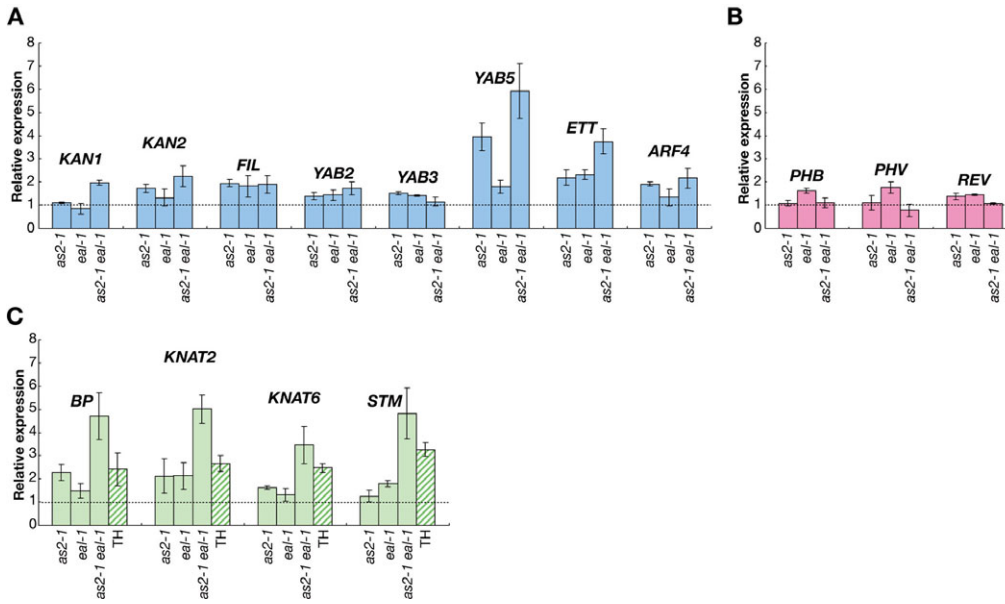 A
Relative expression
8
7
6
5
4
3
2
1
0
KAN1
KAN2
FIL
YAB2
YAB3
YAB5
ETT
ARF4
as2-1
eal-1
as2-1 eal-1
as2-1
eal-1
as2-1 eal-1
as2-1
eal-1
as2-1 eal-1
as2-1
eal-1
as2-1 eal-1
as2-1
eal-1
as2-1 eal-1
as2-1
eal-1
as2-1 eal-1
as2-1
eal-1
as2-1 eal-1
as2-1
eal-1
as2-1 eal-1
B
Relative expression
8
7
6
5
4
3
2
1
0
PHB
PHV
REV
as2-1
eal-1
as2-1 eal-1
as2-1
eal-1
as2-1 eal-1
as2-1
eal-1
as2-1 eal-1
C
Relative expression
8
7
6
5
4
3
2
1
0
BP
KNAT2
KNAT6
STM
as2-1
eal-1
as2-1 eal-1
TH
as2-1
eal-1
as2-1 eal-1
TH
as2-1
eal-1
as2-1 eal-1
TH
as2-1
eal-1
as2-1 eal-1
TH